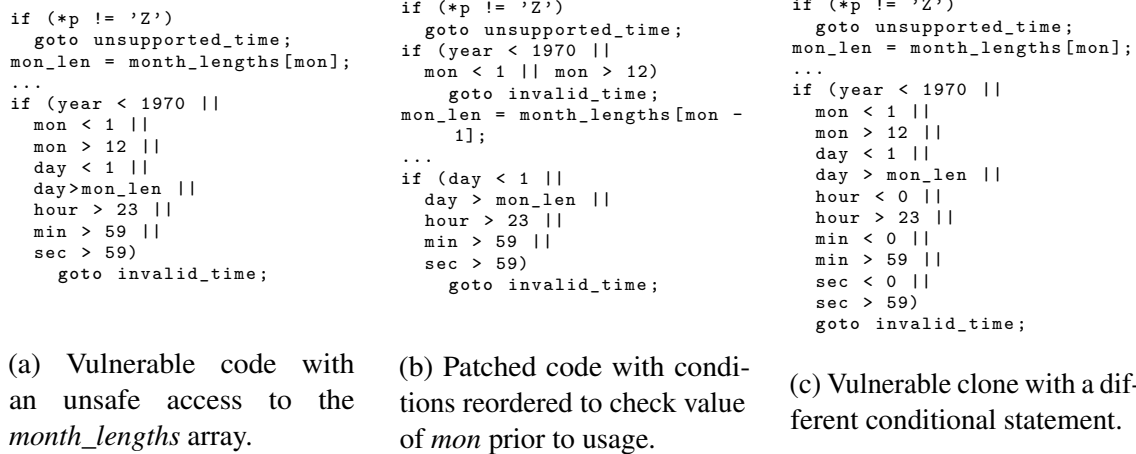 if (*p != 'Z')
goto unsupported_time;
mon_len = month_lengths[mon];
...
if (year < 1970 ||
mon < 1 ||
mon > 12 ||
day < 1 ||
day>mon_len ||
hour > 23 ||
min > 59 ||
sec > 59)
goto invalid_time;
(a) Vulnerable code with
an unsafe access to the
month_lengths array.
if (*p != 'Z')
goto unsupported_time;
if (year < 1970 ||
mon < 1 || mon > 12)
goto invalid_time;
mon_len = month_lengths[mon -
1];
...
if (day < 1 ||
day > mon_len ||
hour > 23 ||
min > 59 ||
sec > 59)
goto invalid_time;
(b) Patched code with condi-
tions reordered to check value
of mon prior to usage.
if (*p != 'Z')
goto unsupported_time;
mon_len = month_lengths[mon];
...
if (year < 1970 ||
mon < 1 ||
mon > 12 ||
day < 1 ||
day > mon_len ||
hour < 0 ||
hour > 23 ||
min < 0 ||
min > 59 ||
sec < 0 ||
sec > 59)
goto invalid_time;
(c) Vulnerable clone with a dif-
ferent conditional statement.